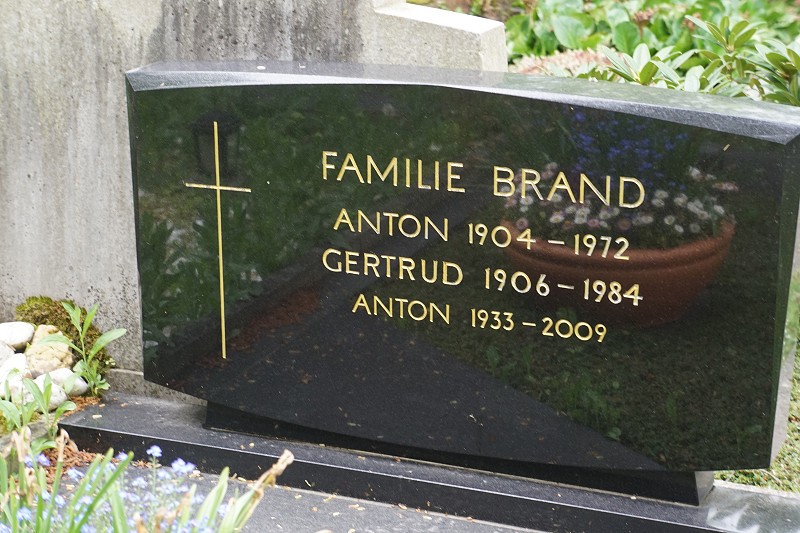 FAMILIE BRAND
ANTON 1904 – 1972
GERTRUD 1906 - 1984
ANTON 1933 – 2009